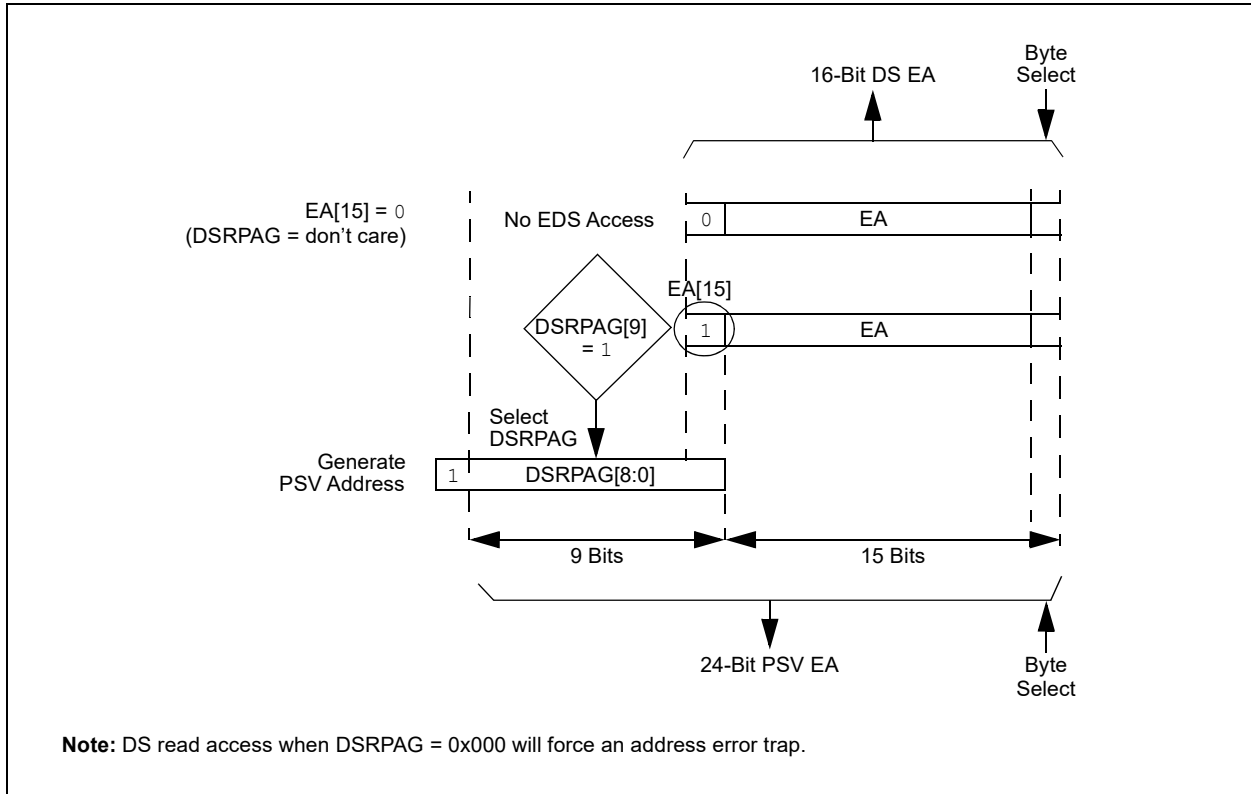 Byte
Select
16-Bit DS EA
EA[15] = 0
(DSRPAG = don't care)
No EDS Access
0
EA
EA[15]
DSRPAG[9]
= 1
1
EA
Select
DSRPAG
Generate
PSV Address
1
DSRPAG[8:0]
9 Bits
15 Bits
24-Bit PSV EA
Byte
Select
Note: DS read access when DSRPAG = 0x000 will force an address error trap.